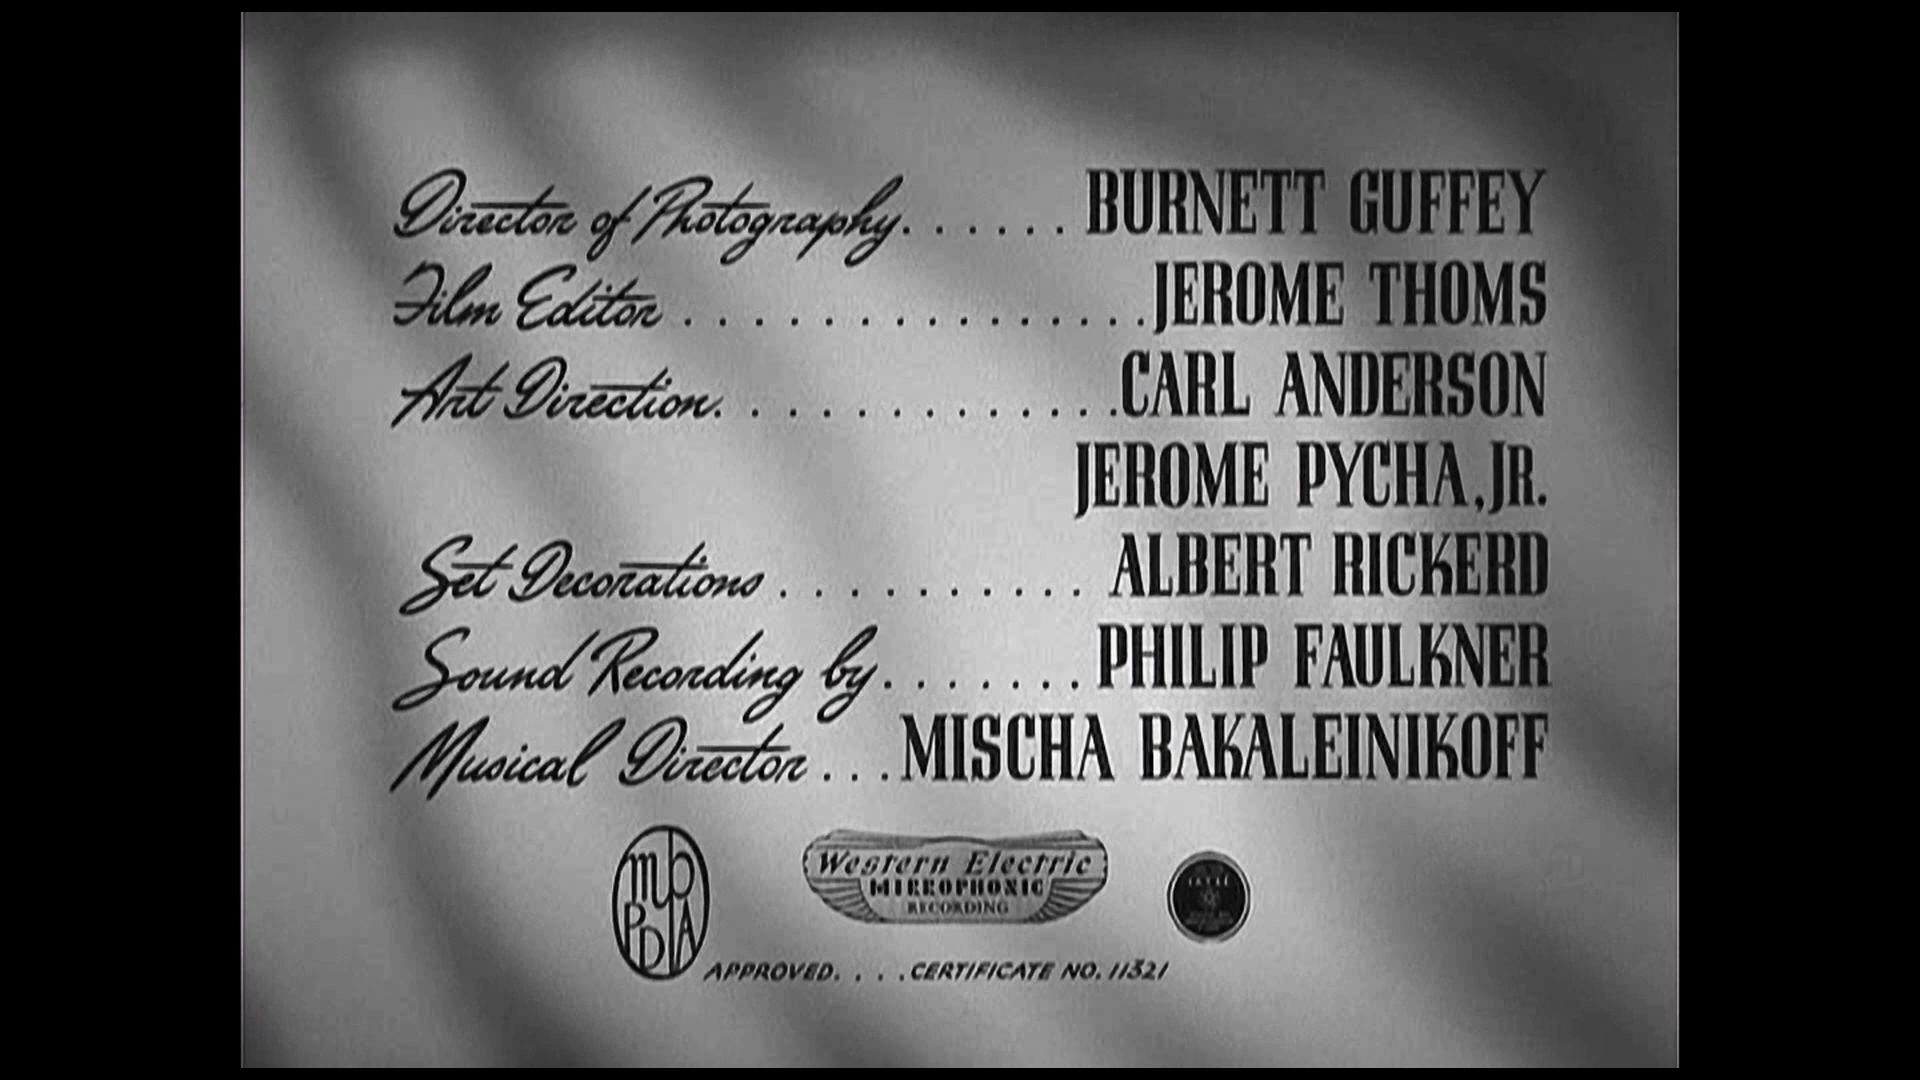 Director of Photography......BURNETT GUFFEY
Film Editor.................JEROME THOMS
Art Direction..............CARL ANDERSON
JEROME PYCHA, JR.
Set Decorations...........ALBERT RICKERD
Sound Recording by.......PHILIP FAULKNER
Musical Director...MISCHA BAKALEINIKOFF
MPPDA
Western Electric
MIRROPHONIC
RECORDING
I.A.T.S.E.
APPROVED....CERTIFICATE NO. 11321